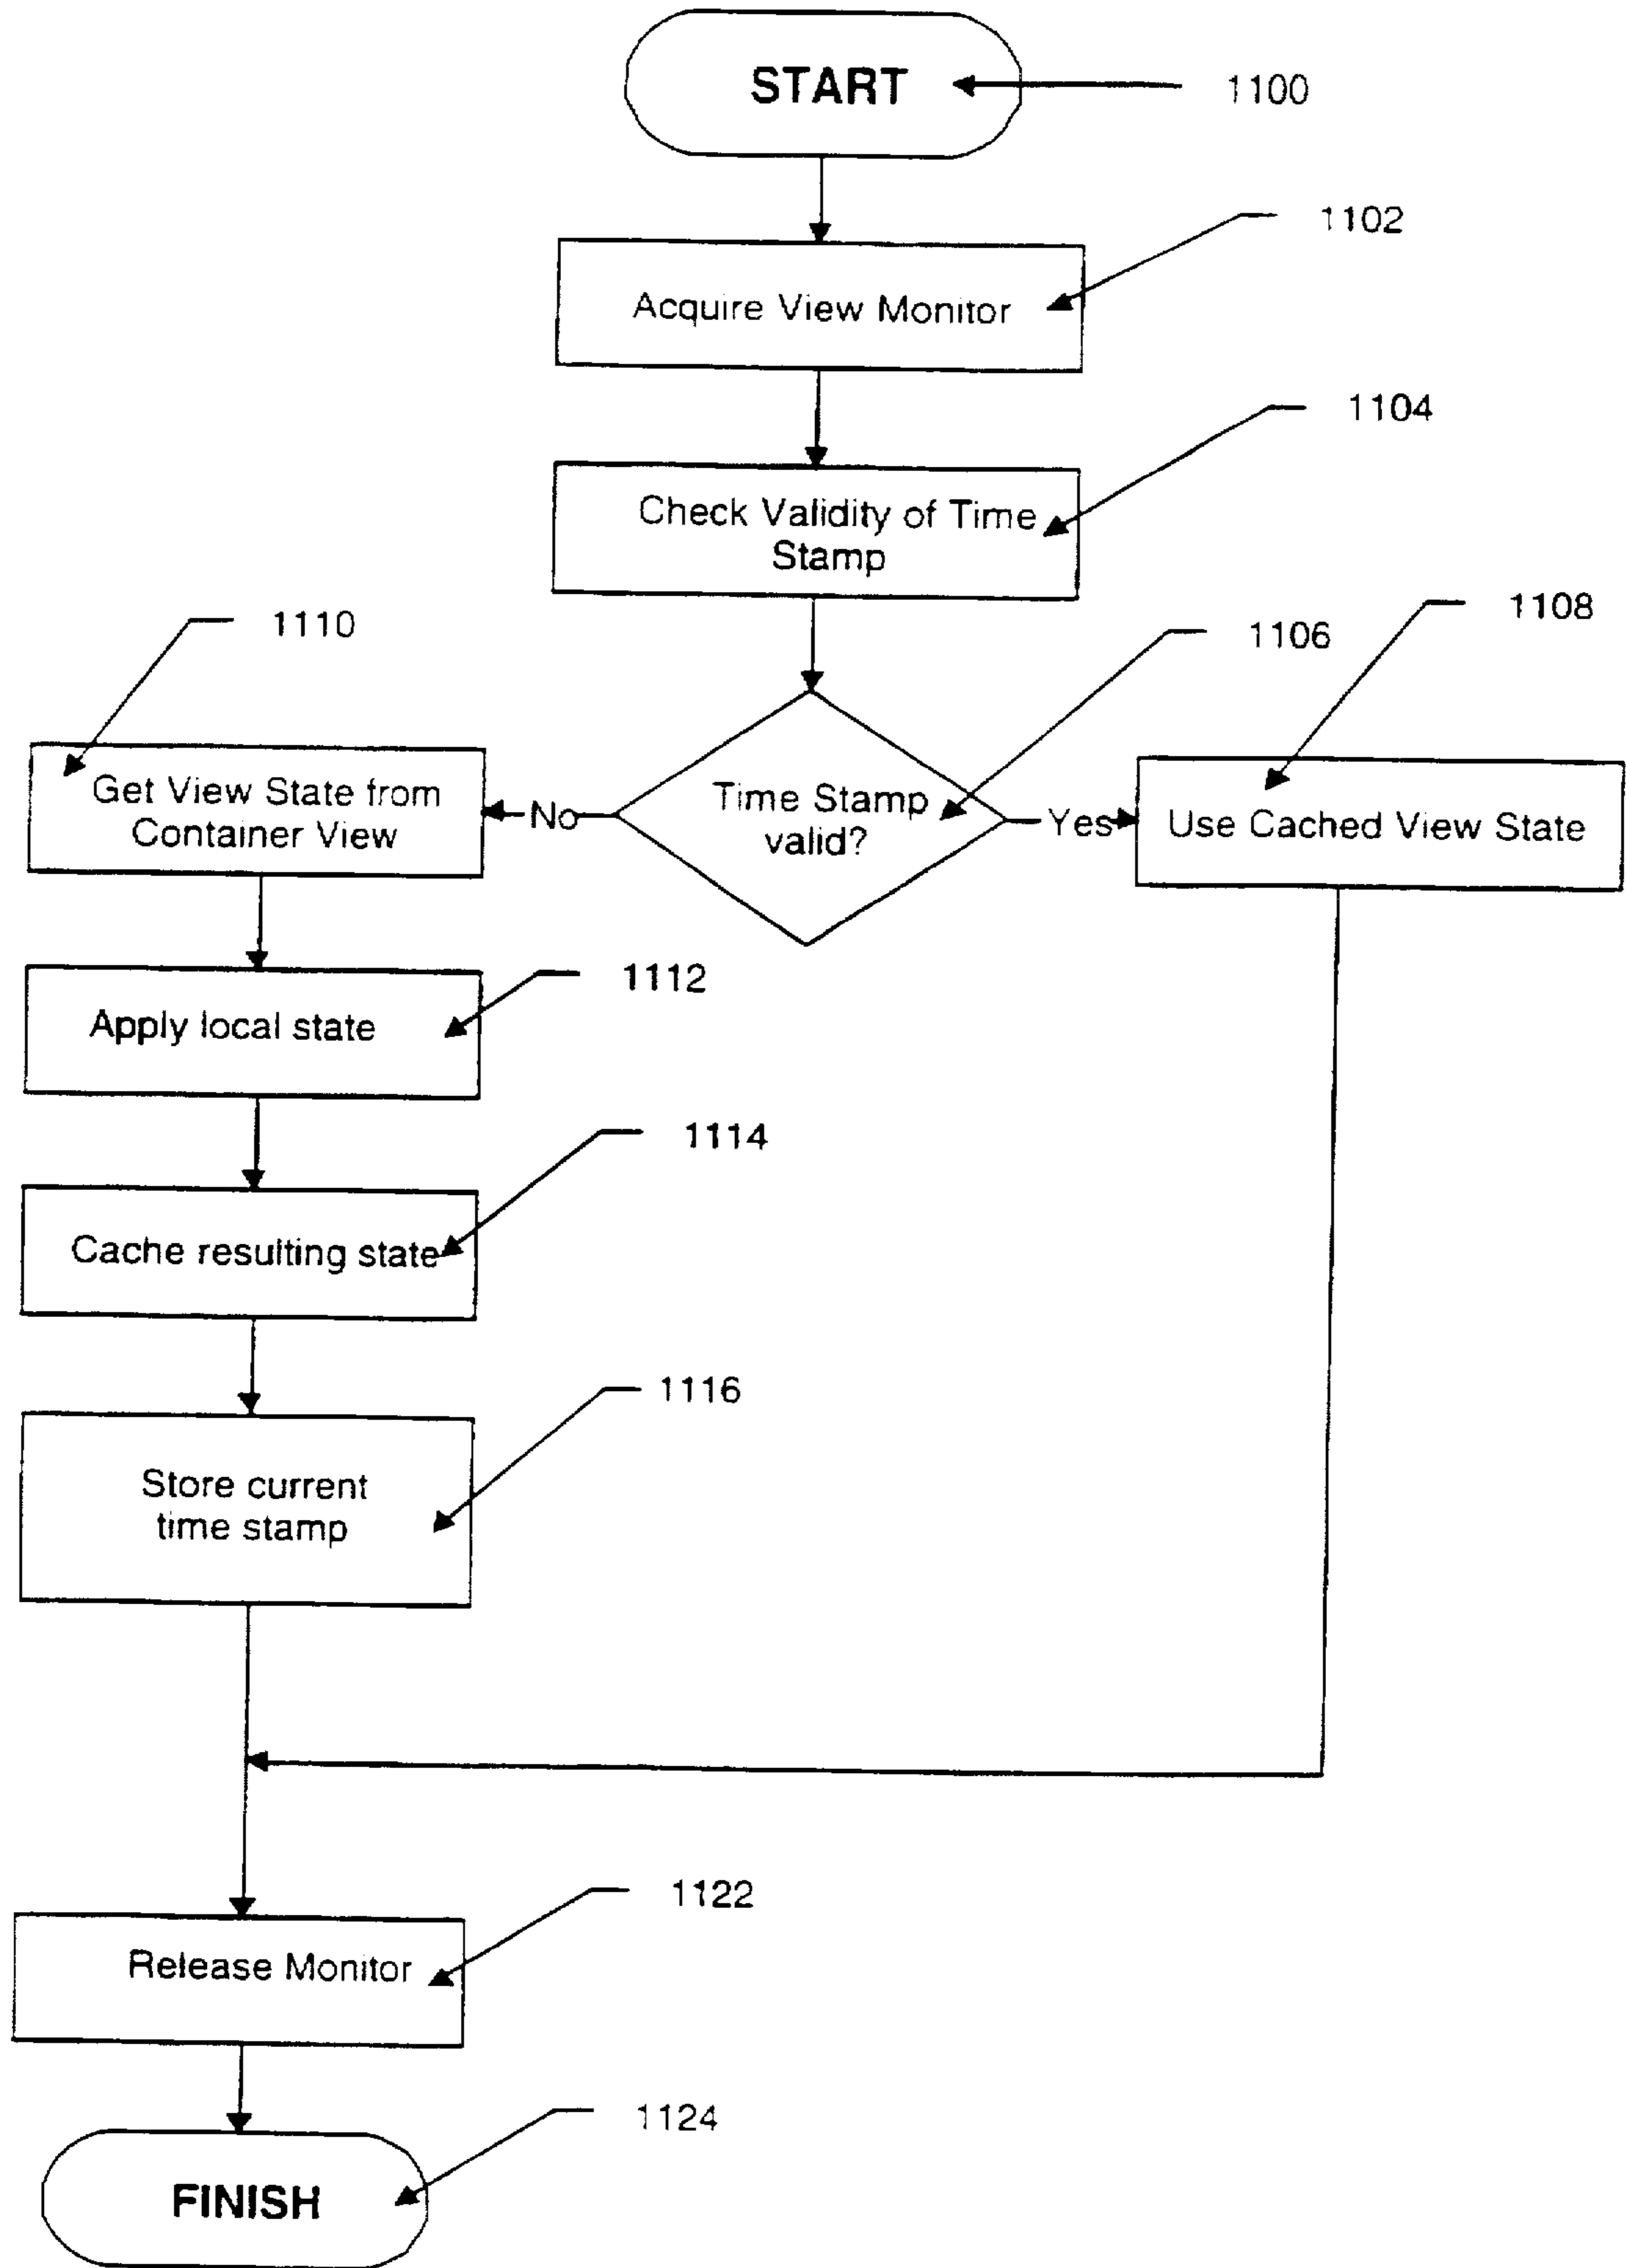 START
1100
1102
Acquire View Monitor
1104
Check Validity of Time
Stamp
1110
1106
1108
Get View State from
Container View
No
Time Stamp
valid?
Yes
Use Cached View State
1112
Apply local state
1114
Cache resulting state
1116
Store current
time stamp
1122
Release Monitor
1124
FINISH